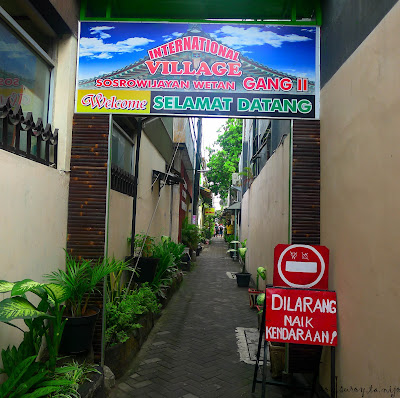 INTERNATIONAL
VILLAGE
SOSROWIJAYAN WETAN GANG II
Welcome SELAMAT DATANG
DILARANG
NAIK
KENDARAAN!